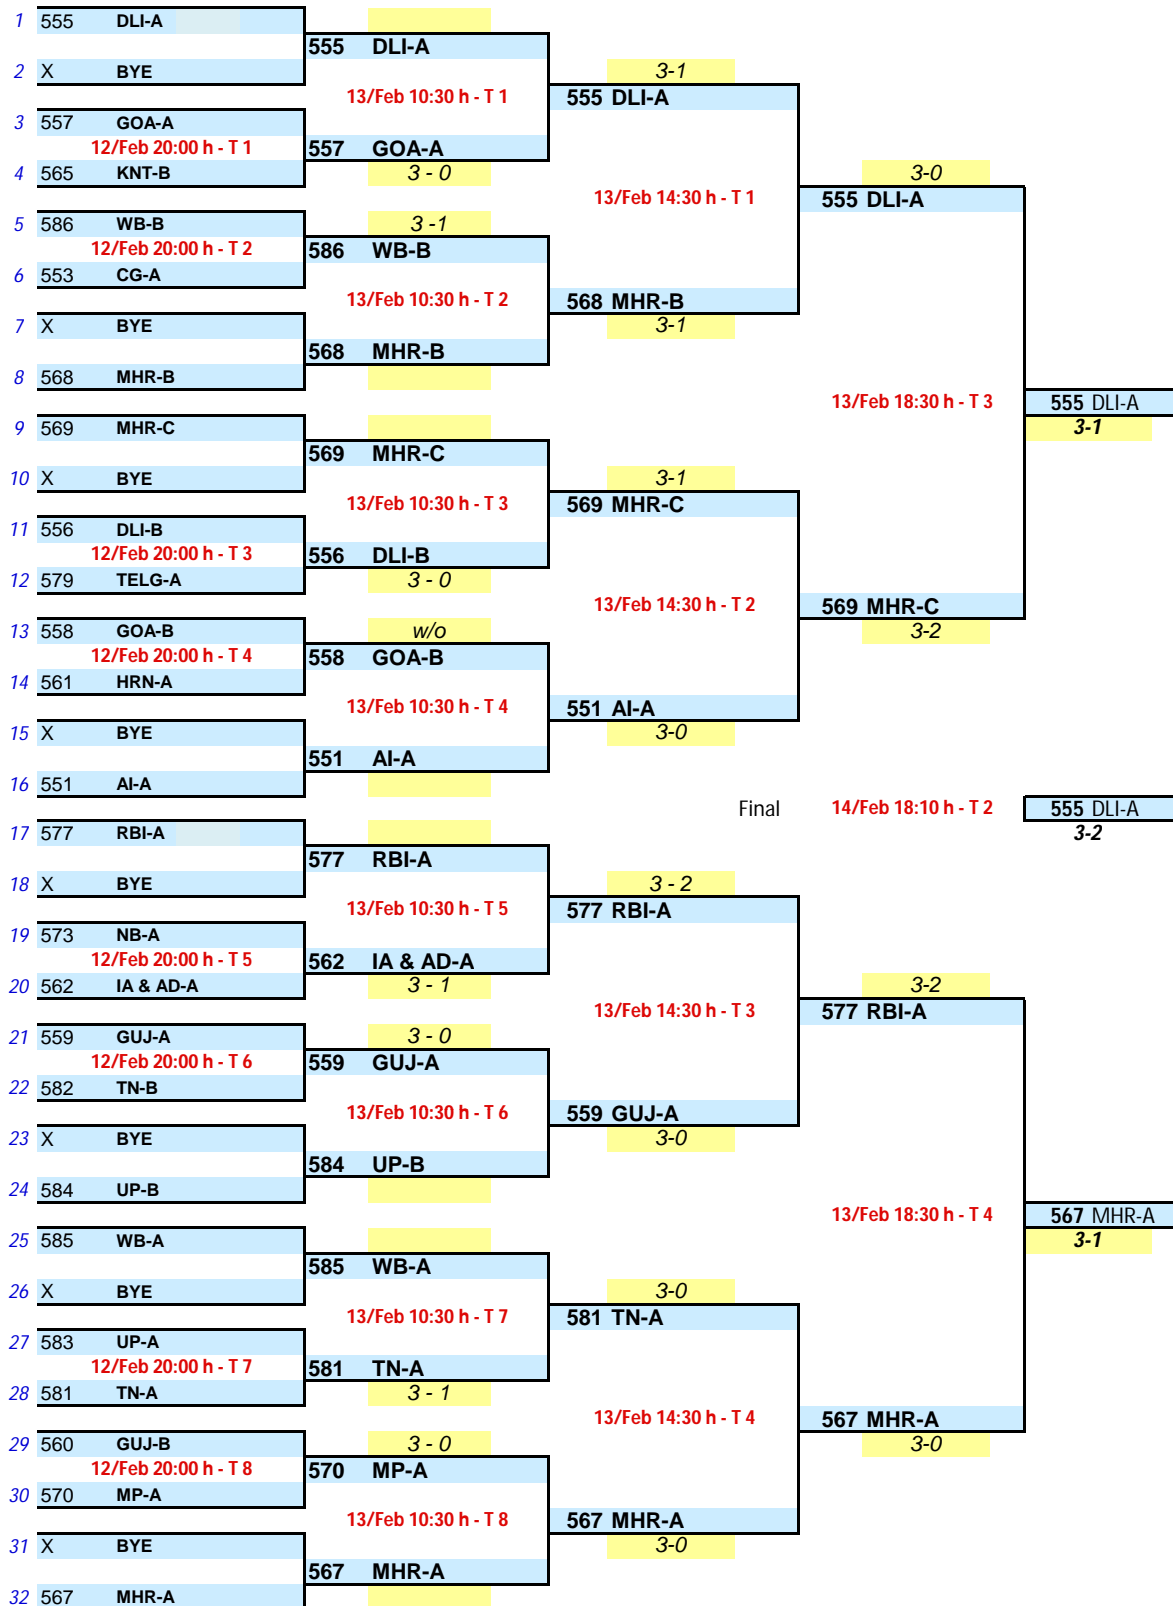 1 555 DLI-A
555 DLI-A
2 X BYE
3-1
13/Feb 10:30 h - T 1
555 DLI-A
3 557 GOA-A
12/Feb 20:00 h - T 1
557 GOA-A
4 565 KNT-B
3 - 0
3-0
13/Feb 14:30 h - T 1
555 DLI-A
5 586 WB-B
3 -1
12/Feb 20:00 h - T 2
586 WB-B
6 553 CG-A
13/Feb 10:30 h - T 2
568 MHR-B
7 X BYE
3-1
568 MHR-B
8 568 MHR-B
13/Feb 18:30 h - T 3
555 DLI-A
9 569 MHR-C
3-1
569 MHR-C
10 X BYE
3-1
13/Feb 10:30 h - T 3
569 MHR-C
11 556 DLI-B
12/Feb 20:00 h - T 3
556 DLI-B
12 579 TELG-A
3 - 0
13/Feb 14:30 h - T 2
569 MHR-C
13 558 GOA-B
w/o
3-2
12/Feb 20:00 h - T 4
558 GOA-B
14 561 HRN-A
13/Feb 10:30 h - T 4
551 AI-A
15 X BYE
3-0
551 AI-A
16 551 AI-A
Final 14/Feb 18:10 h - T 2
555 DLI-A
17 577 RBI-A
3-2
577 RBI-A
18 X BYE
3 - 2
13/Feb 10:30 h - T 5
577 RBI-A
19 573 NB-A
12/Feb 20:00 h - T 5
562 IA & AD-A
20 562 IA & AD-A
3 - 1
3-2
13/Feb 14:30 h - T 3
577 RBI-A
21 559 GUJ-A
3 - 0
12/Feb 20:00 h - T 6
559 GUJ-A
22 582 TN-B
13/Feb 10:30 h - T 6
559 GUJ-A
23 X BYE
3-0
584 UP-B
24 584 UP-B
13/Feb 18:30 h - T 4
567 MHR-A
25 585 WB-A
3-1
585 WB-A
26 X BYE
3-0
13/Feb 10:30 h - T 7
581 TN-A
27 583 UP-A
12/Feb 20:00 h - T 7
581 TN-A
28 581 TN-A
3 - 1
13/Feb 14:30 h - T 4
567 MHR-A
29 560 GUJ-B
3 - 0
3-0
12/Feb 20:00 h - T 8
570 MP-A
30 570 MP-A
13/Feb 10:30 h - T 8
567 MHR-A
31 X BYE
3-0
567 MHR-A
32 567 MHR-A